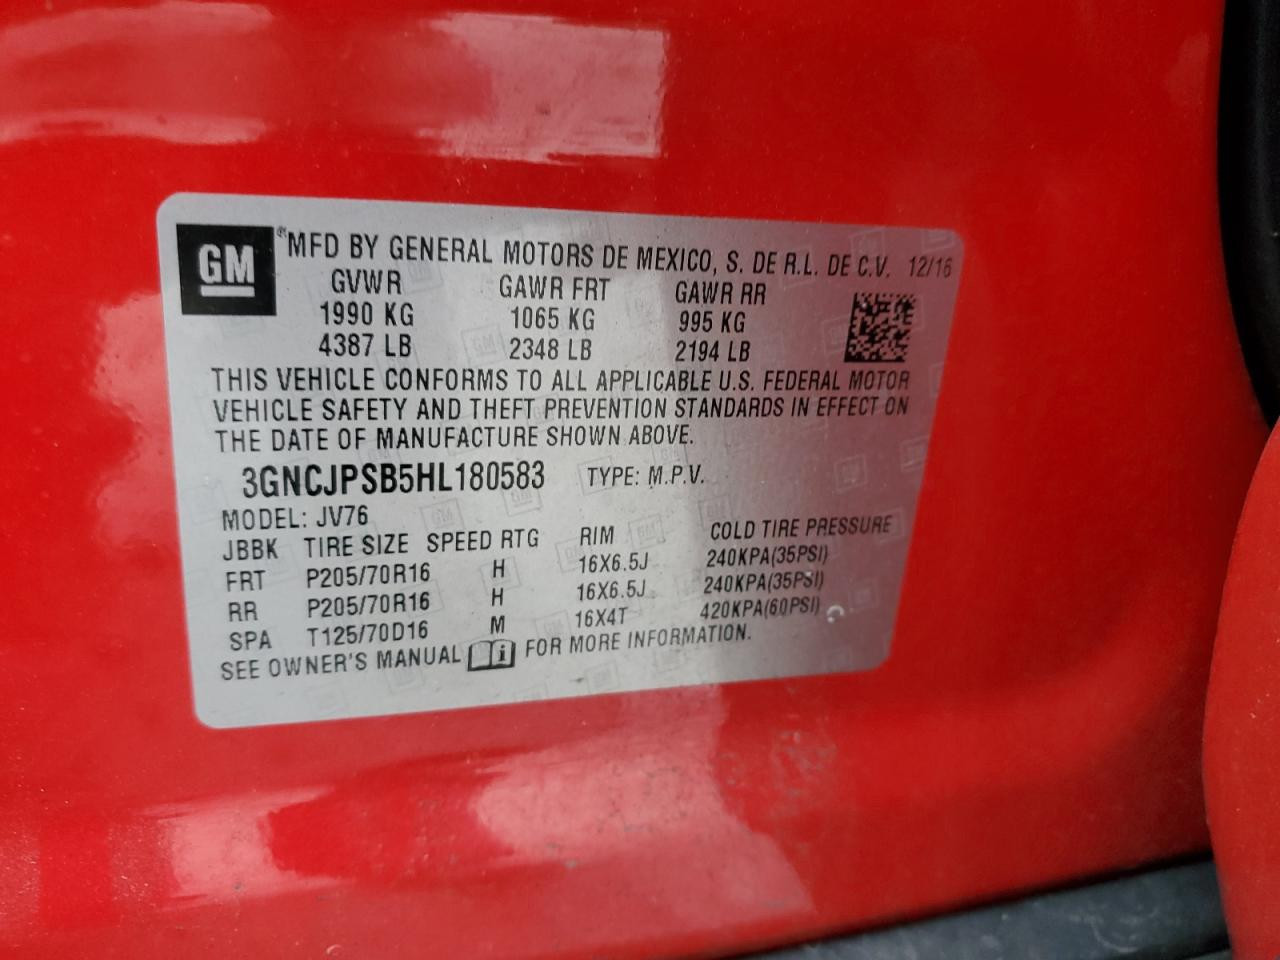 GM
® MFD BY GENERAL MOTORS DE MEXICO, S. DE R.L. DE C.V. 12/16
GVWR GAWR FRT GAWR RR
1990 KG 1065 KG 995 KG
4387 LB 2348 LB 2194 LB
THIS VEHICLE CONFORMS TO ALL APPLICABLE U.S. FEDERAL MOTOR
VEHICLE SAFETY AND THEFT PREVENTION STANDARDS IN EFFECT ON
THE DATE OF MANUFACTURE SHOWN ABOVE.
3GNCJPSB5HL180583 TYPE: M.P.V.
MODEL: JV76
JBBK TIRE SIZE SPEED RTG RIM COLD TIRE PRESSURE
FRT P205/70R16 H 16X6.5J 240KPA(35PSI)
RR P205/70R16 H 16X6.5J 240KPA(35PSI)
SPA T125/70D16 M 16X4T 420KPA(60PSI)
SEE OWNER'S MANUAL i FOR MORE INFORMATION.